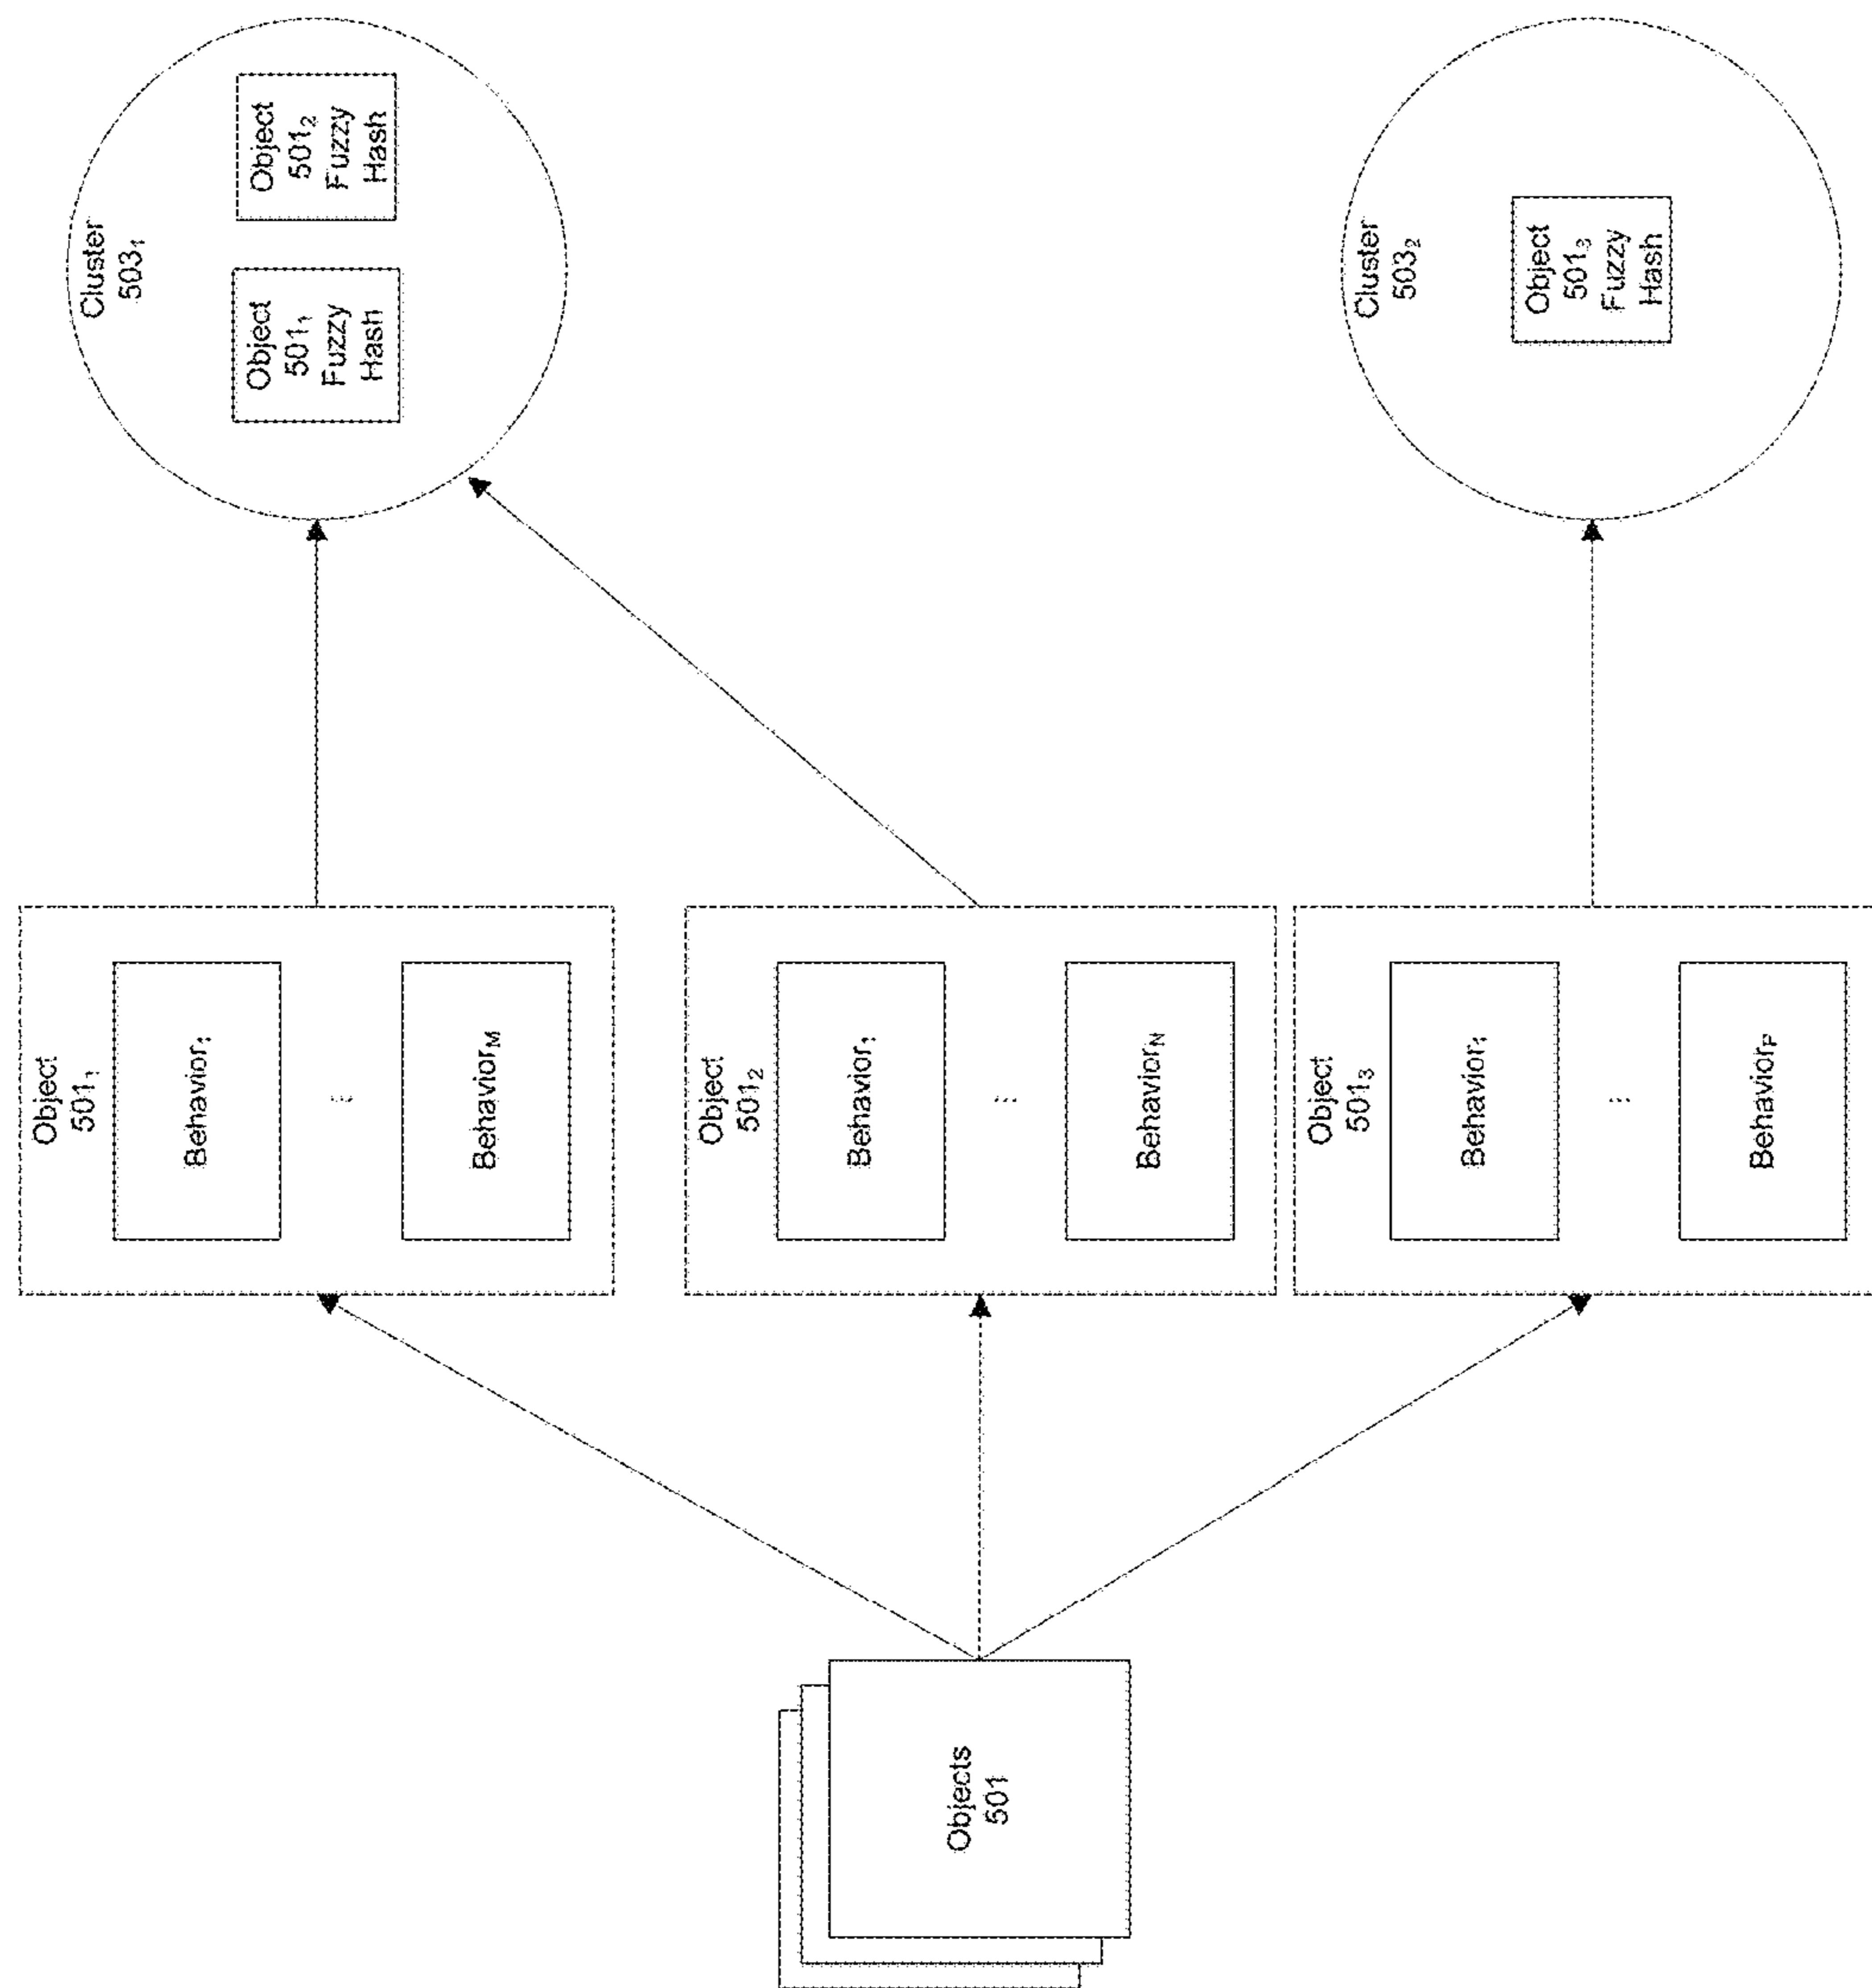 Objects
501
Object
501₁
Behavior₁
...
Behavior_M
Object
501₂
Behavior₁
...
Behavior_N
Object
501₃
Behavior₁
...
Behavior_P
Cluster
503₁
Object
501₁
Fuzzy
Hash
Object
501₂
Fuzzy
Hash
Cluster
503₂
Object
501₃
Fuzzy
Hash